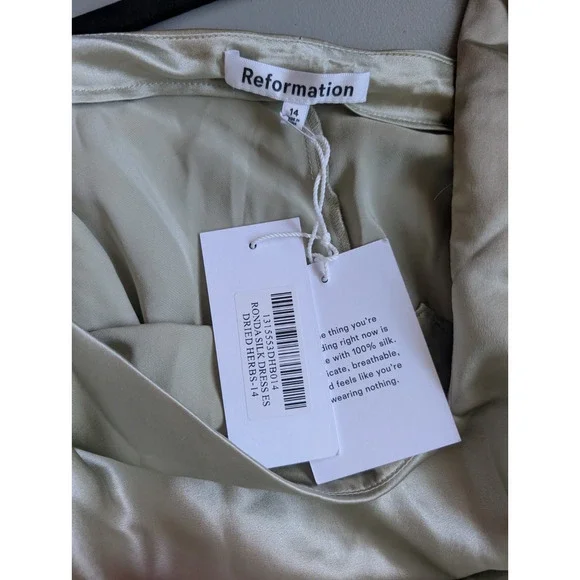 Reformation
14
1315553DHB014
RONDA SILK DRESS ES
DRIED HERBS-14
e thing you're
ding right now is
e with 100% silk.
icate, breathable,
d feels like you're
wearing nothing.